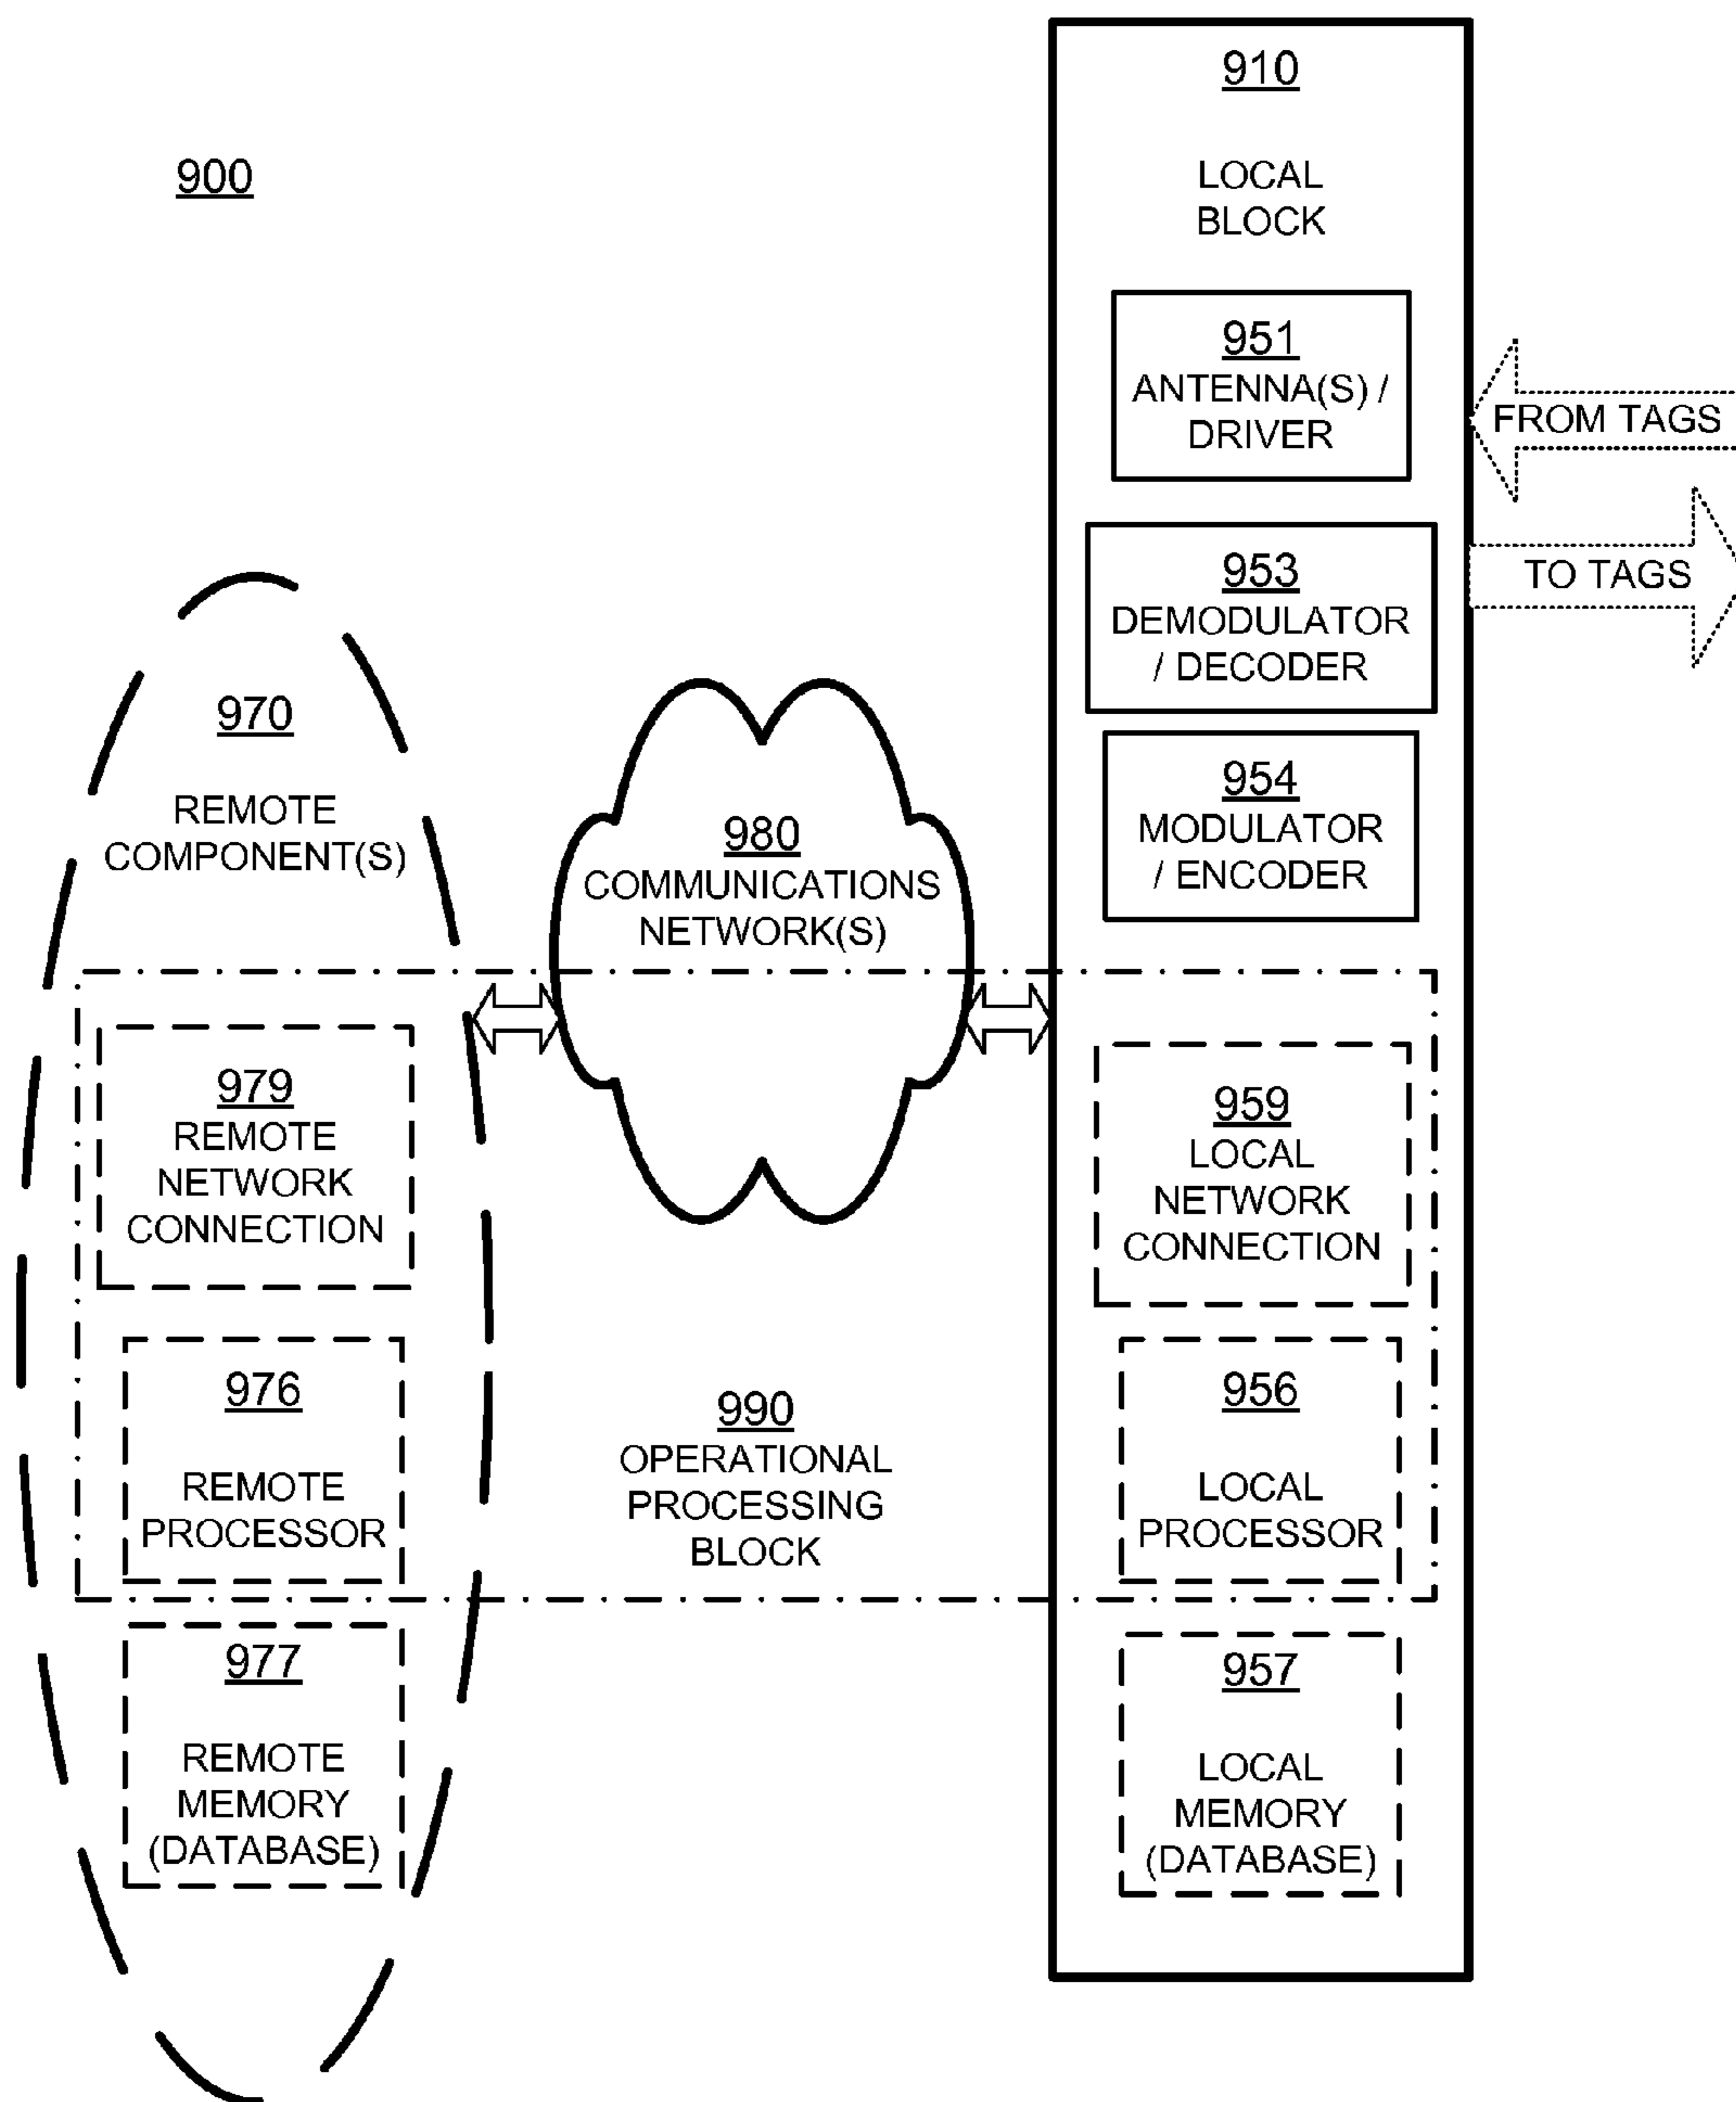 900
910
LOCAL
BLOCK
951
ANTENNA(S) /
DRIVER
FROM TAGS
953
DEMODULATOR
/ DECODER
TO TAGS
954
MODULATOR
/ ENCODER
970
REMOTE
COMPONENT(S)
980
COMMUNICATIONS
NETWORK(S)
979
REMOTE
NETWORK
CONNECTION
959
LOCAL
NETWORK
CONNECTION
976
REMOTE
PROCESSOR
990
OPERATIONAL
PROCESSING
BLOCK
956
LOCAL
PROCESSOR
977
REMOTE
MEMORY
(DATABASE)
957
LOCAL
MEMORY
(DATABASE)